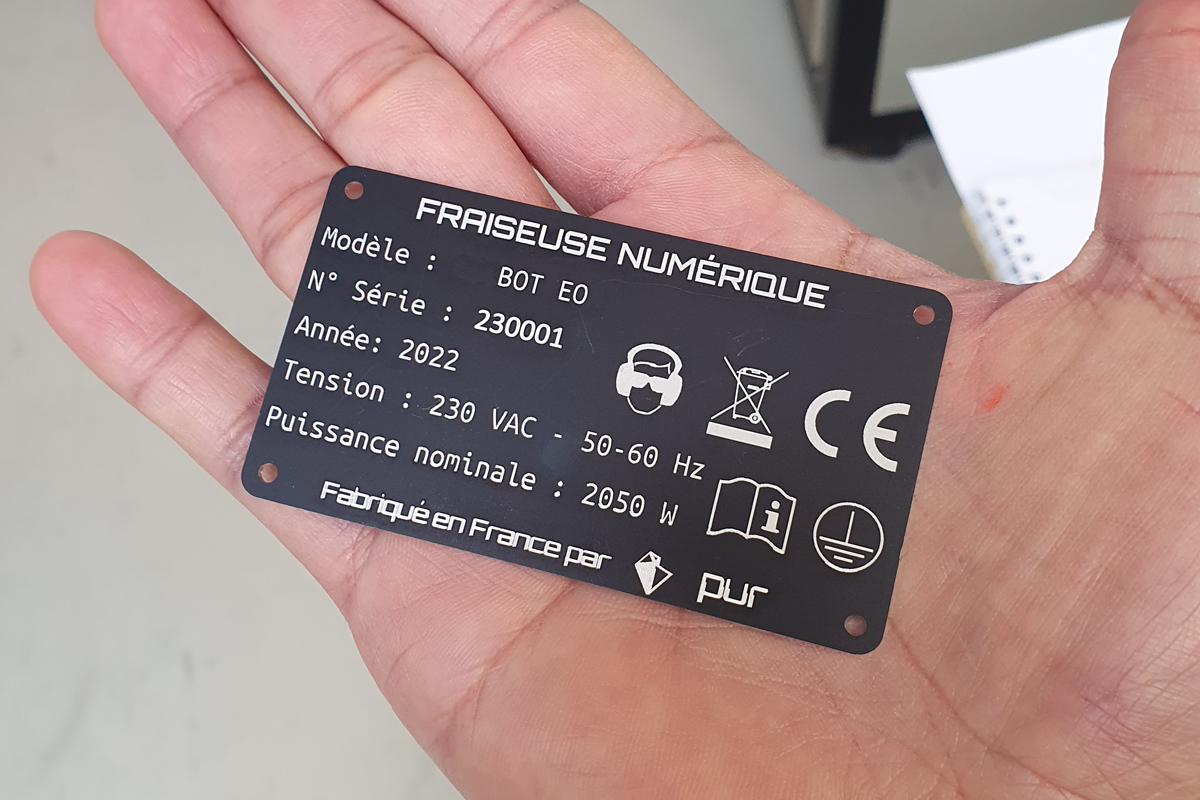 FRAISEUSE NUMÉRIQUE
Modèle : BOT EO
N° Série : 230001
Année: 2022
Tension : 230 VAC - 50-60 Hz
Puissance nominale : 2050 W
Fabriqué en France par pur
CE
i